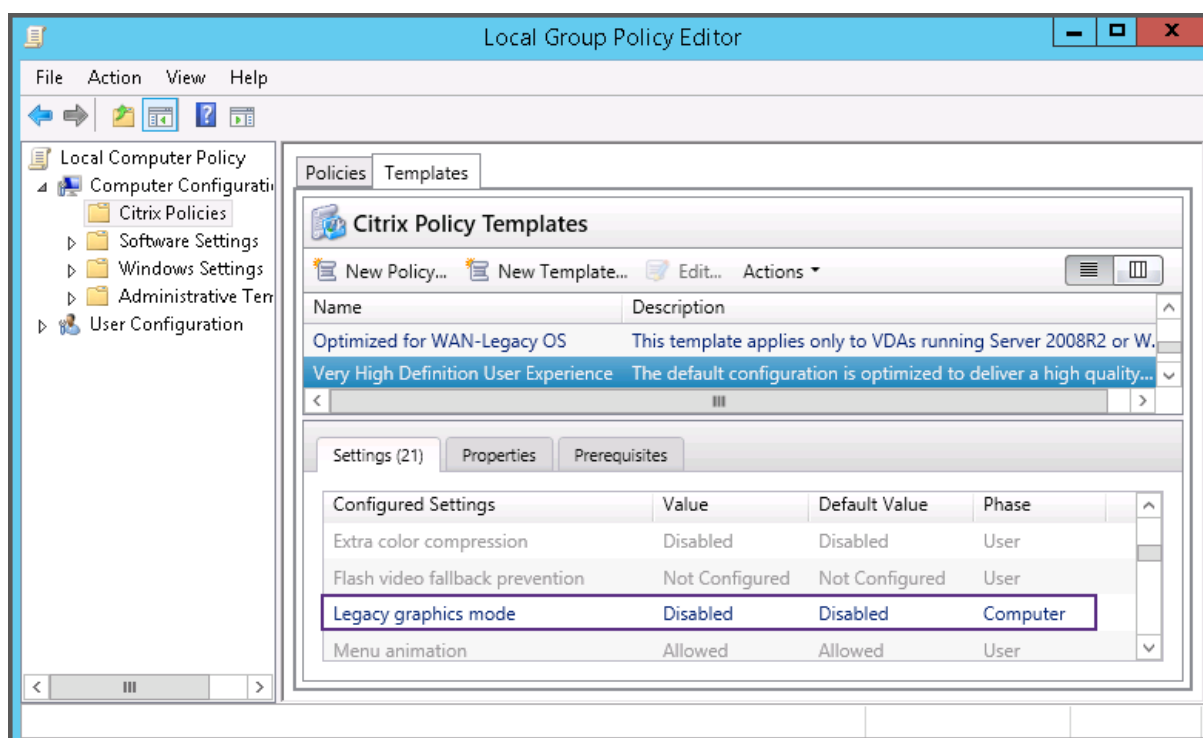 Local Group Policy Editor
File Action View Help
Local Computer Policy
Computer Configurati
Citrix Policies
Software Settings
Windows Settings
Administrative Tem
User Configuration
Policies Templates
Citrix Policy Templates
New Policy... New Template... Edit... Actions
Name Description
Optimized for WAN-Legacy OS This template applies only to VDAs running Server 2008R2 or W.
Very High Definition User Experience The default configuration is optimized to deliver a high quality...
Settings (21) Properties Prerequisites
Configured Settings Value Default Value Phase
Extra color compression Disabled Disabled User
Flash video fallback prevention Not Configured Not Configured User
Legacy graphics mode Disabled Disabled Computer
Menu animation Allowed Allowed User